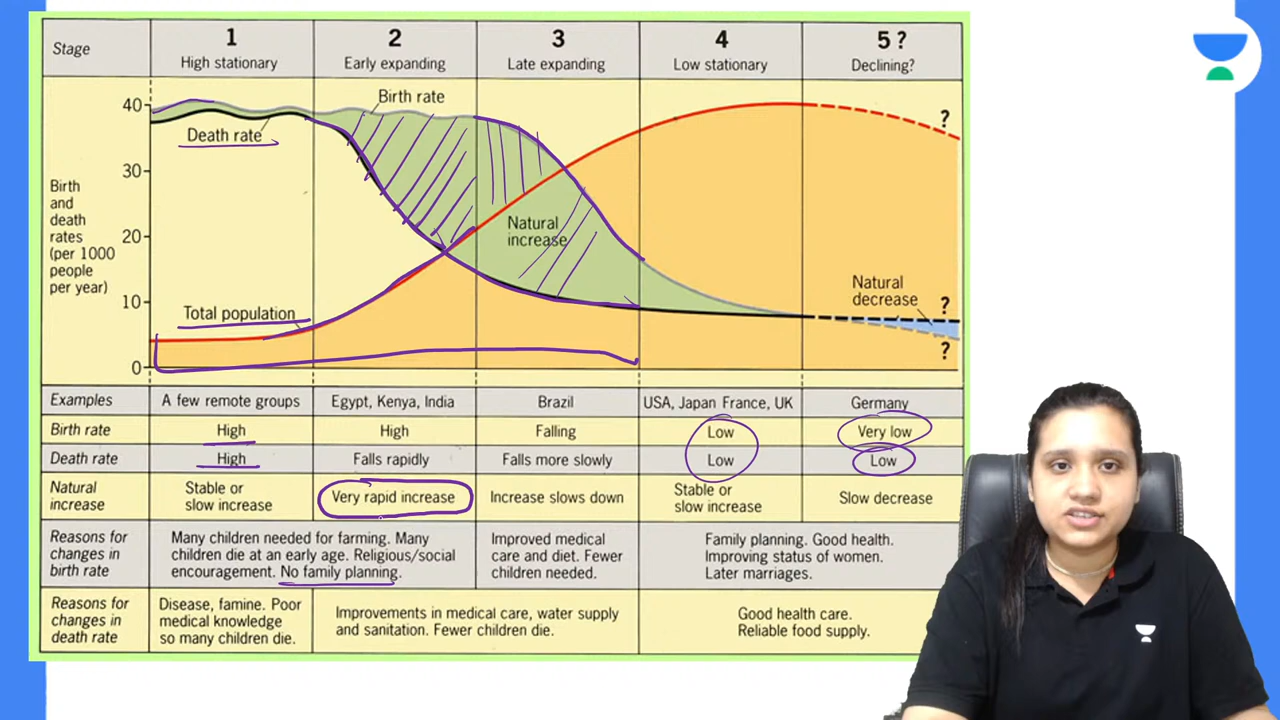 Stage
1
High stationary
2
Early expanding
3
Late expanding
4
Low stationary
5 ?
Declining?
Birth
and
death
rates
(per 1000
people
per year)
40
30
20
10
0
Birth rate
Death rate
Natural
increase
Total population
Natural
decrease
?
?
?
Examples
A few remote groups
Egypt, Kenya, India
Brazil
USA, Japan France, UK
Germany
Birth rate
High
High
Falling
Low
Very low
Death rate
High
Falls rapidly
Falls more slowly
Low
Low
Natural
increase
Stable or
slow increase
Very rapid increase
Increase slows down
Stable or
slow increase
Slow decrease
Reasons for
changes in
birth rate
Many children needed for farming. Many
children die at an early age. Religious/social
encouragement. No family planning.
Improved medical
care and diet. Fewer
children needed.
Family planning. Good health.
Improving status of women.
Later marriages.
Reasons for
changes in
death rate
Disease, famine. Poor
medical knowledge
so many children die.
Improvements in medical care, water supply
and sanitation. Fewer children die.
Good health care.
Reliable food supply.